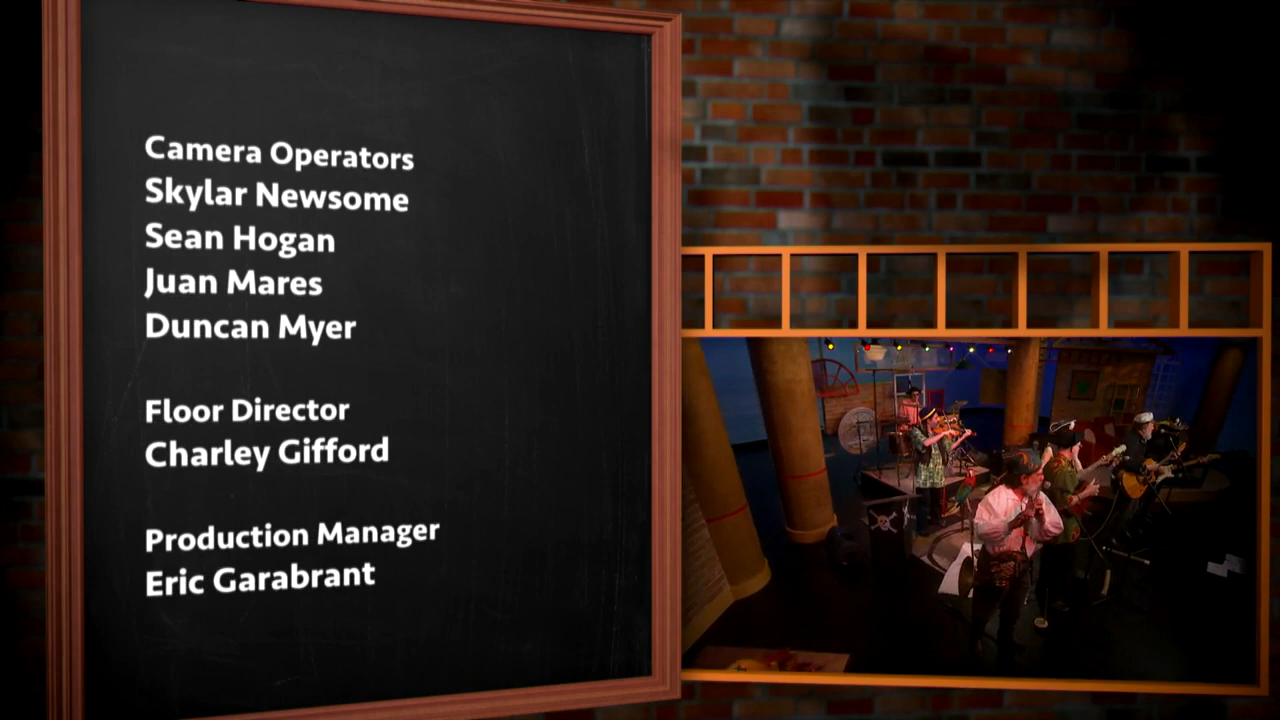 Camera Operators
Skylar Newsome
Sean Hogan
Juan Mares
Duncan Myer
Floor Director
Charley Gifford
Production Manager
Eric Garabrant